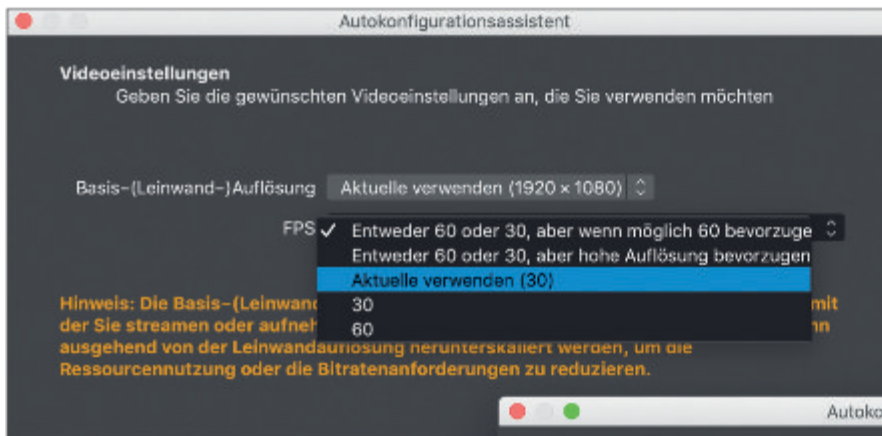 Autokonfigurationsassistent
Videoeinstellungen
Geben Sie die gewünschten Videoeinstellungen an, die Sie verwenden möchten
Basis-(Leinwand-)Auflösung Aktuelle verwenden (1920 × 1080)
FPS ✓ Entweder 60 oder 30, aber wenn möglich 60 bevorzuge
Entweder 60 oder 30, aber hohe Auflösung bevorzugen
Aktuelle verwenden (30)
30
60
Hinweis: Die Basis-(Leinwand mit
der Sie streamen oder aufneh nn
ausgehend von der Leinwandauflösung herunterskaliert werden, um die
Ressourcennutzung oder die Bitratenanforderungen zu reduzieren.
Autoko